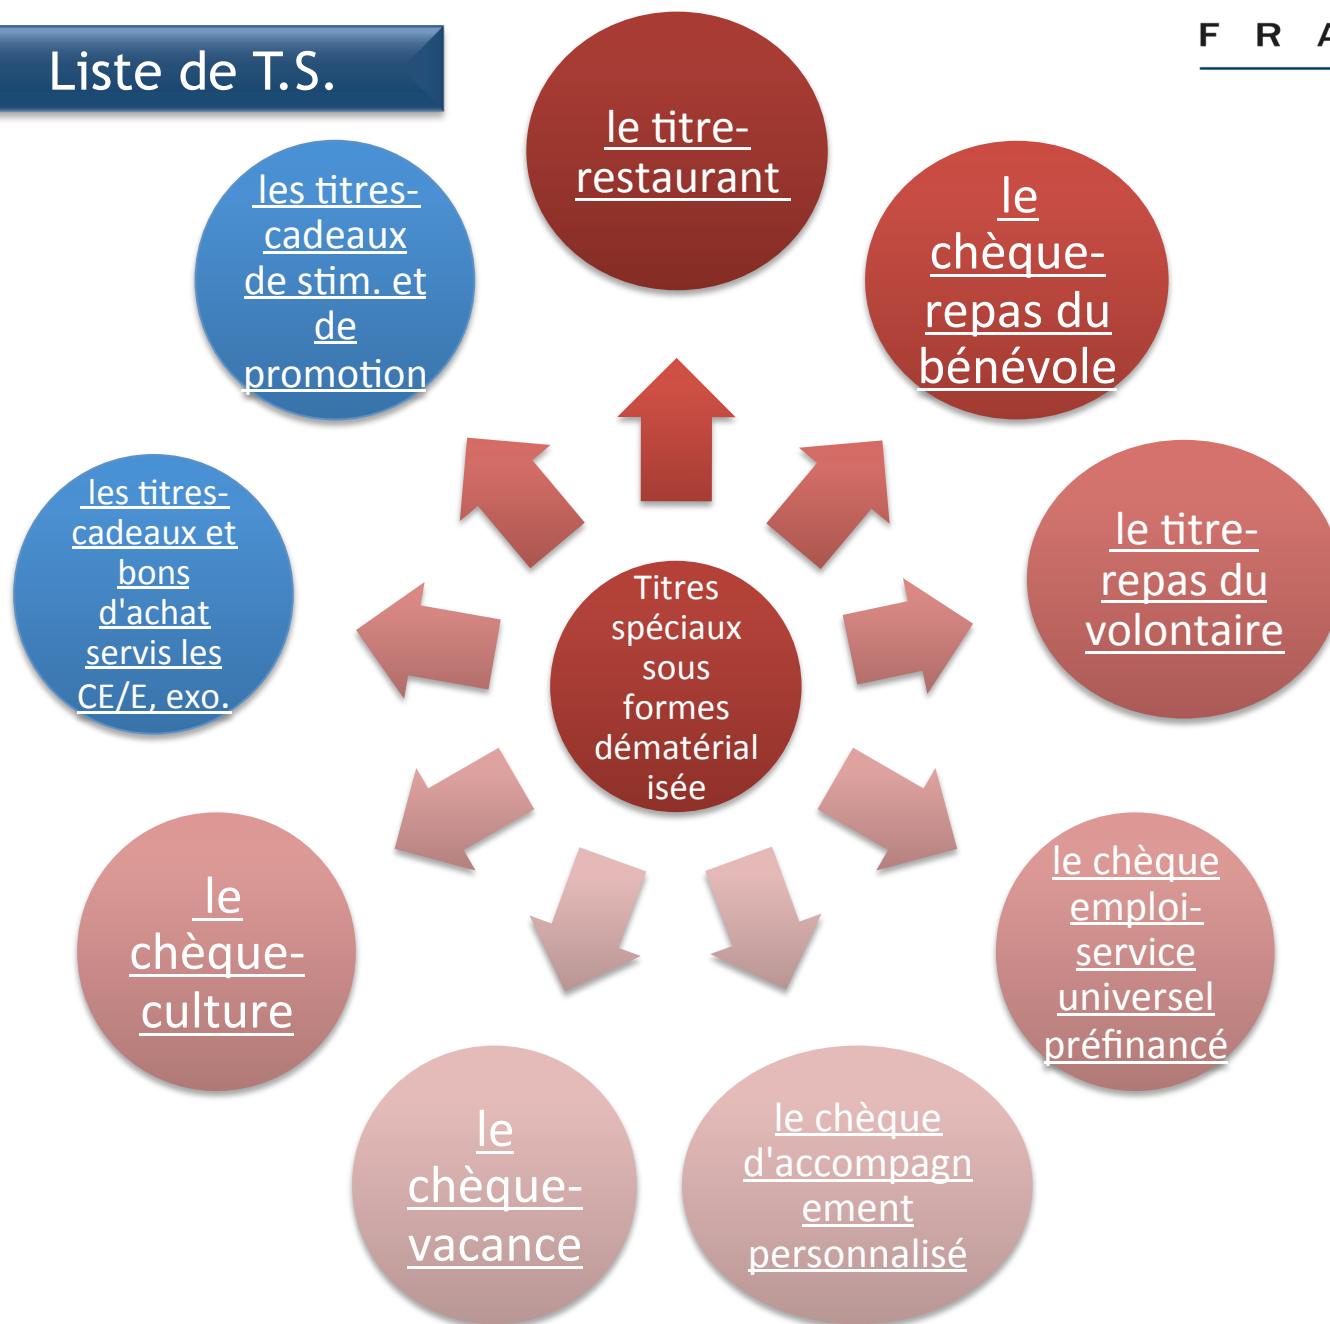 Liste de T.S.
F R A
le titre-
restaurant
le
chèque-
repas du
bénévole
le titre-
repas du
volontaire
le chèque
emploi-
service
universel
préfinancé
le chèque
d'accompagn
ement
personnalisé
le
chèque-
vacance
le
chèque-
culture
les titres-
cadeaux et
bons
d'achat
servis les
CE/E, exo.
les titres-
cadeaux
de stim. et
de
promotion
Titres
spéciaux
sous
formes
dématérial
isée